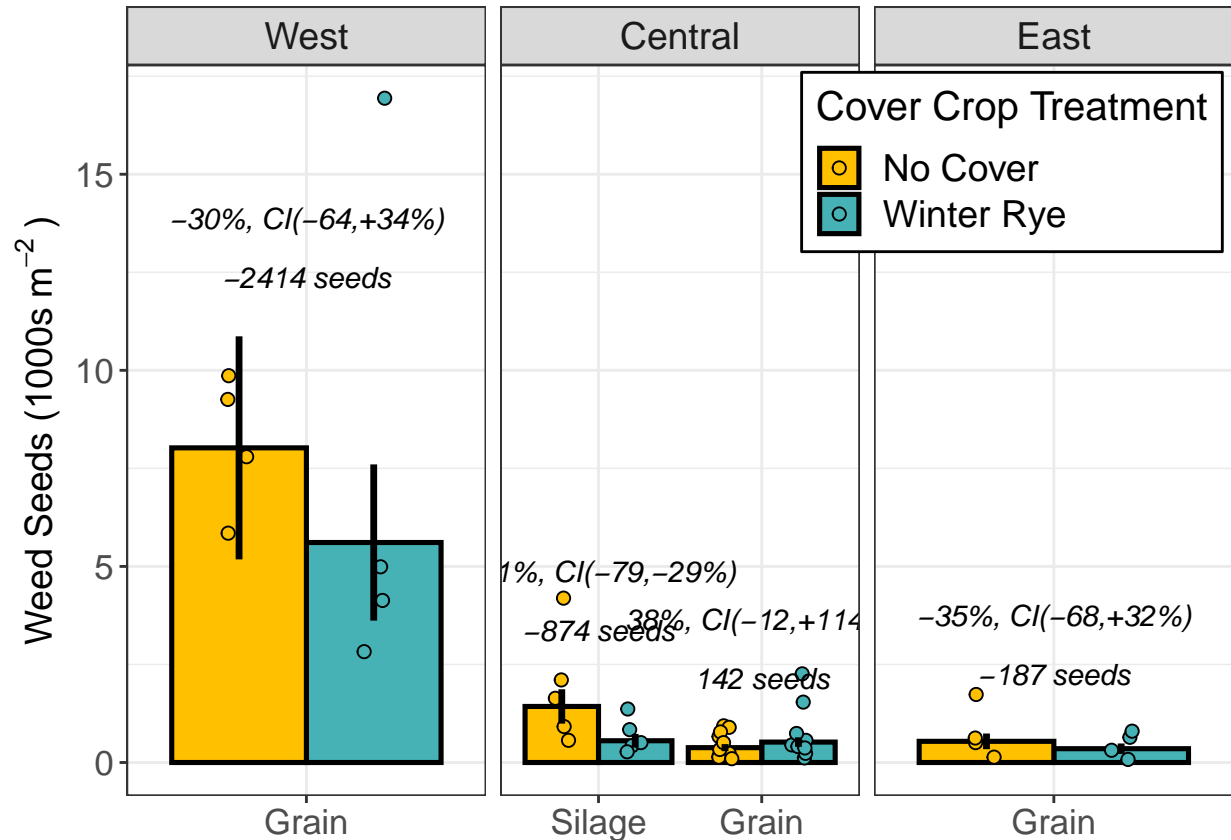 West
Central
East
Cover Crop Treatment
No Cover
Winter Rye
Weed Seeds (1000s m⁻²)
15
10
5
0
−30%, CI(−64,+34%)
−2414 seeds
1%, CI(−79,−29%)
−874 seeds
38%, CI(−12,+114
142 seeds
−35%, CI(−68,+32%)
−187 seeds
Grain
Silage
Grain
Grain